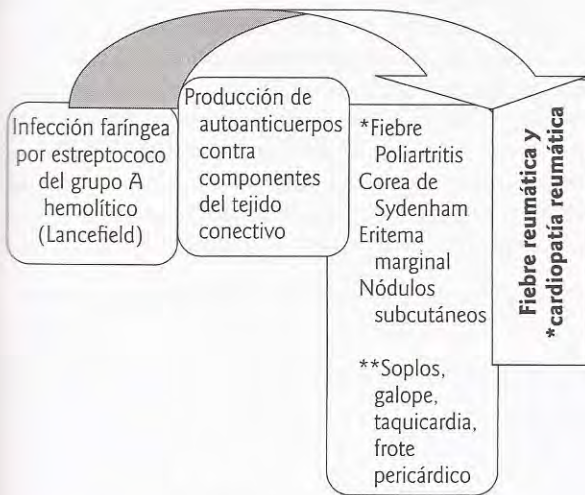 Infección faríngea
por estreptococo
del grupo A
hemolítico
(Lancefield)
Producción de
autoanticuerpos
contra
componentes
del tejido
conectivo
*Fiebre
Poliartritis
Corea de
Sydenham
Eritema
marginal
Nódulos
subcutáneos
**Soplos,
galope,
taquicardia,
frote
pericárdico
Fiebre reumática y
*cardiopatía reumática